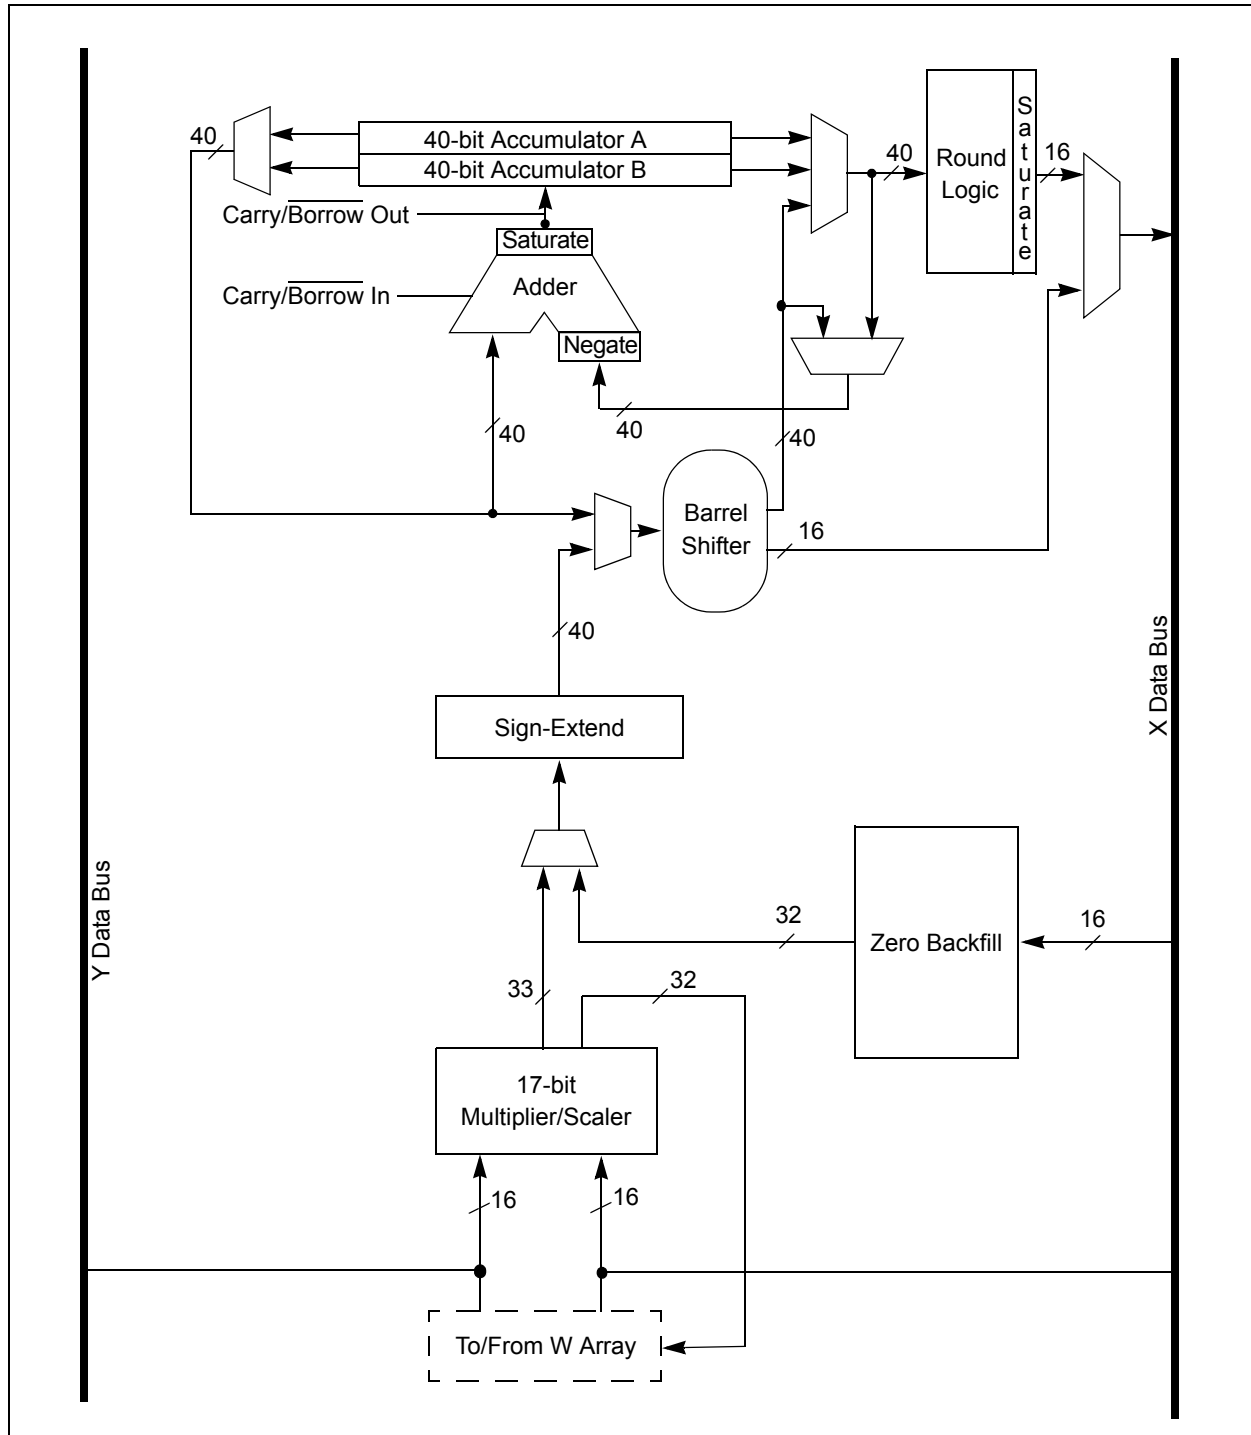 40
40-bit Accumulator A
40-bit Accumulator B
Carry/Borrow Out
Saturate
Carry/Borrow In
Adder
Negate
40
Round
Logic
Saturate
16
40
40
40
Barrel
Shifter
16
40
Sign-Extend
X Data Bus
Y Data Bus
32
Zero Backfill
16
33
32
17-bit
Multiplier/Scaler
16
16
To/From W Array